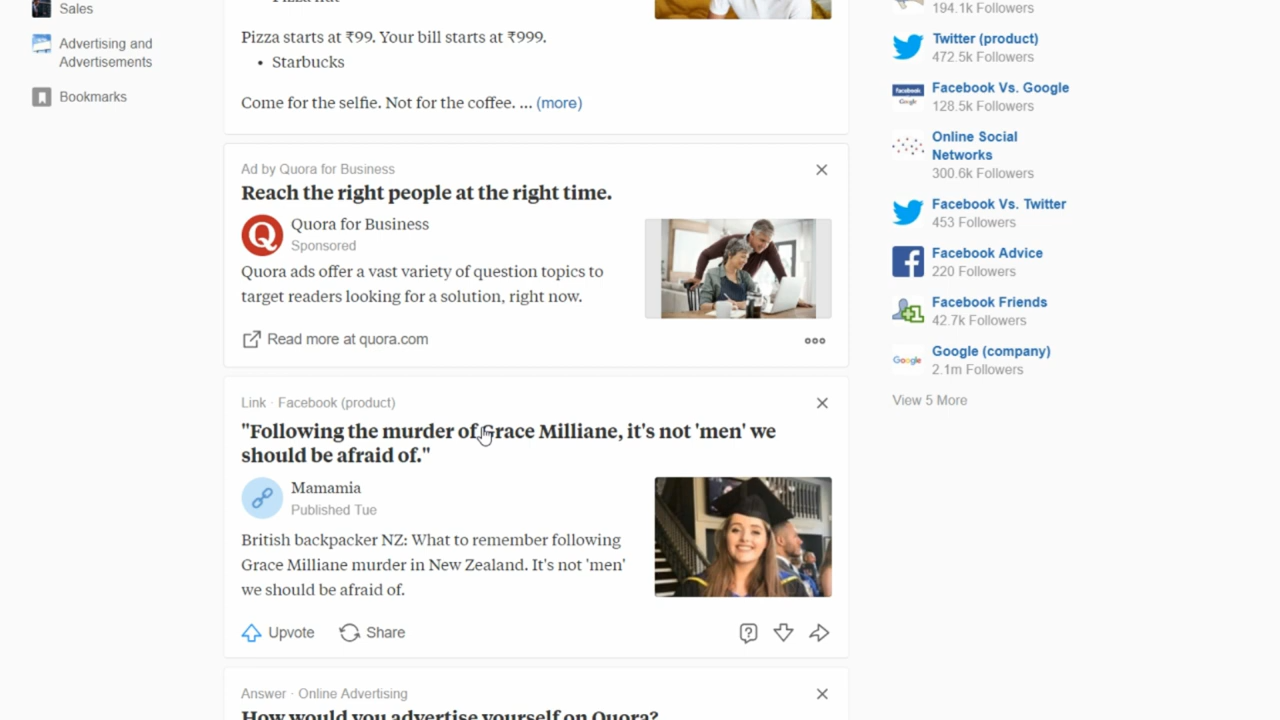 Sales
Advertising and
Advertisements
Bookmarks
Pizza starts at ₹99. Your bill starts at ₹999.
• Starbucks
Come for the selfie. Not for the coffee. ... (more)
Ad by Quora for Business
Reach the right people at the right time.
Quora for Business
Sponsored
Quora ads offer a vast variety of question topics to
target readers looking for a solution, right now.
Read more at quora.com
Link · Facebook (product)
"Following the murder of Grace Milliane, it's not 'men' we
should be afraid of."
Mamamia
Published Tue
British backpacker NZ: What to remember following
Grace Milliane murder in New Zealand. It's not 'men'
we should be afraid of.
Upvote
Share
Answer · Online Advertising
How would you advertise yourself on Quora?
194.1k Followers
Twitter (product)
472.5k Followers
facebook
Google
Facebook Vs. Google
128.5k Followers
Online Social
Networks
300.6k Followers
Facebook Vs. Twitter
453 Followers
Facebook Advice
220 Followers
Facebook Friends
42.7k Followers
Google
Google (company)
2.1m Followers
View 5 More